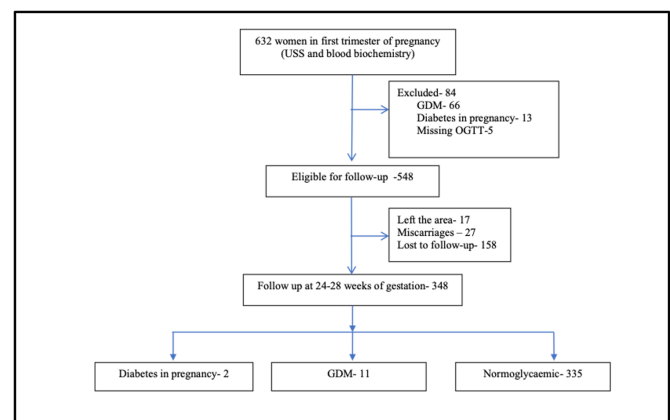 632 women in first trimester of pregnancy
(USS and blood biochemistry)
Excluded- 84
GDM- 66
Diabetes in pregnancy- 13
Missing OGTT-5
Eligible for follow-up -548
Left the area- 17
Miscarriages – 27
Lost to follow-up- 158
Follow up at 24-28 weeks of gestation- 348
Diabetes in pregnancy- 2
GDM- 11
Normoglycaemic- 335